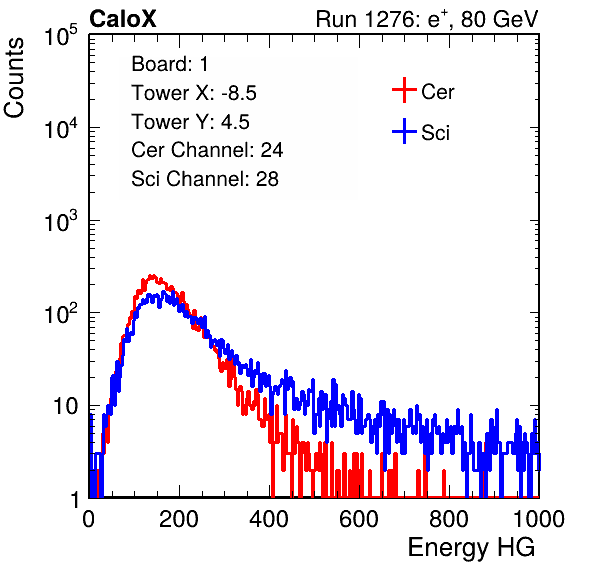 CaloX Run 1276: e⁺, 80 GeV
Counts
10⁵
10⁴
10³
10²
10
1
Board: 1
Tower X: -8.5
Tower Y: 4.5
Cer Channel: 24
Sci Channel: 28
Cer
Sci
0 200 400 600 800 1000
Energy HG